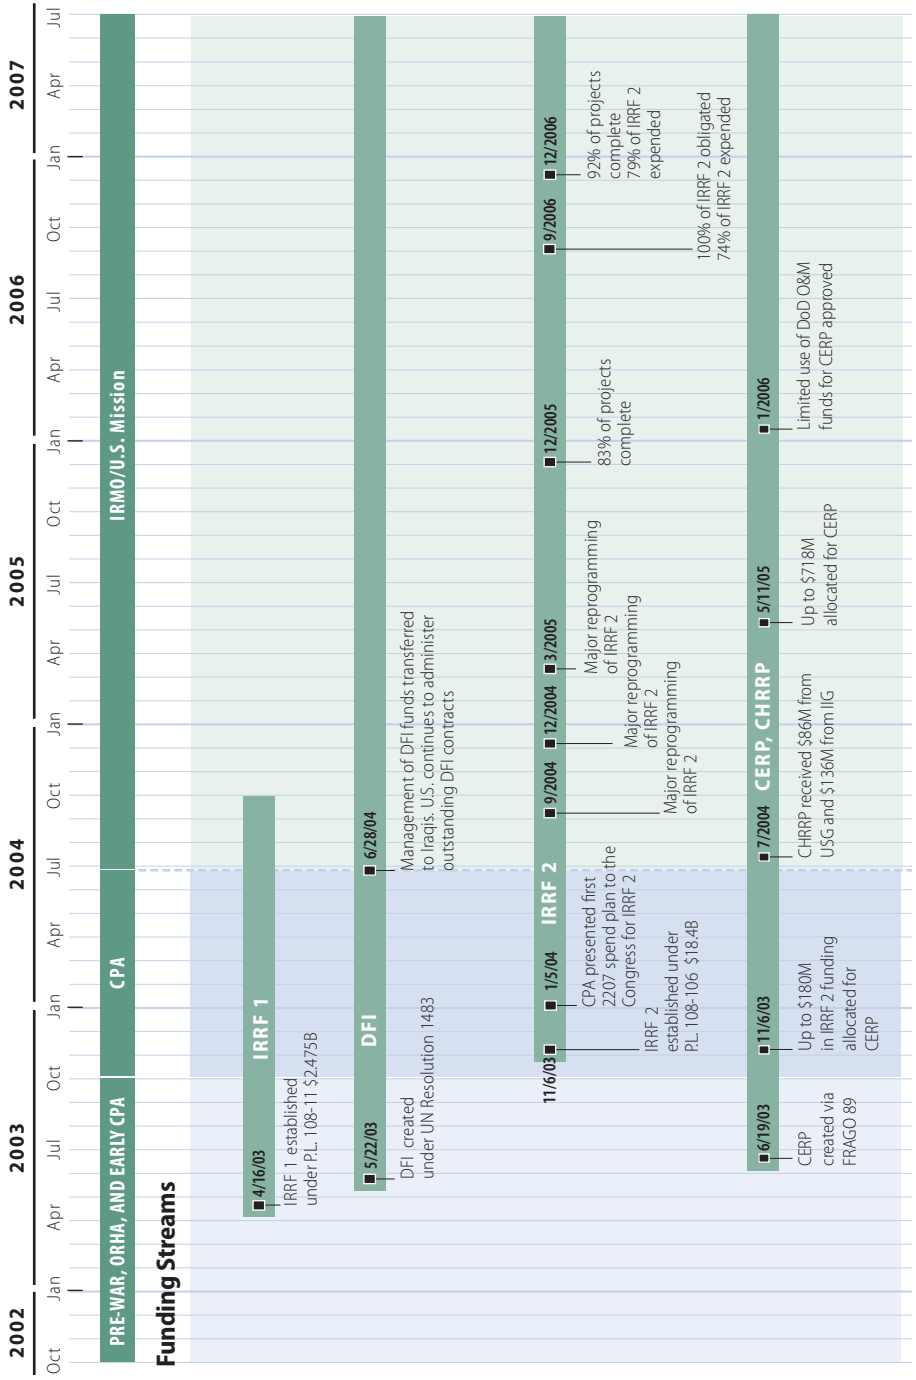 2002 2003 2004 2005 2006 2007
Oct Jan Apr Jul Oct Jan Apr Jul Oct Jan Apr Jul Oct Jan Apr Jul Oct Jan Apr Jul
PRE-WAR, ORHA, AND EARLY CPA CPA IRMO/U.S. Mission
Funding Streams
IRRF 1
4/16/03
IRRF 1 established
under P.L. 108-11 $2.475B
DFI
5/22/03
DFI created
under UN Resolution 1483
6/28/04
Management of DFI funds transferred
to Iraqis. U.S. continues to administer
outstanding DFI contracts
IRRF 2
11/6/03
IRRF 2
established under
P.L. 108-106 $18.4B
1/5/04
CPA presented first
2207 spend plan to the
Congress for IRRF 2
9/2004
Major reprogramming
of IRRF 2
12/2004
Major reprogramming
of IRRF 2
3/2005
Major reprogramming
of IRRF 2
12/2005
83% of projects
complete
9/2006
100% of IRRF 2 obligated
74% of IRRF 2 expended
12/2006
92% of projects
complete
79% of IRRF 2
expended
CERP, CHRRP
6/19/03
CERP
created via
FRAGO 89
11/6/03
Up to $180M
in IRRF 2 funding
allocated for
CERP
7/2004
CHRRP received $86M from
USG and $136M from IIG
5/11/05
Up to $718M
allocated for CERP
1/2006
Limited use of DoD O&M
funds for CERP approved